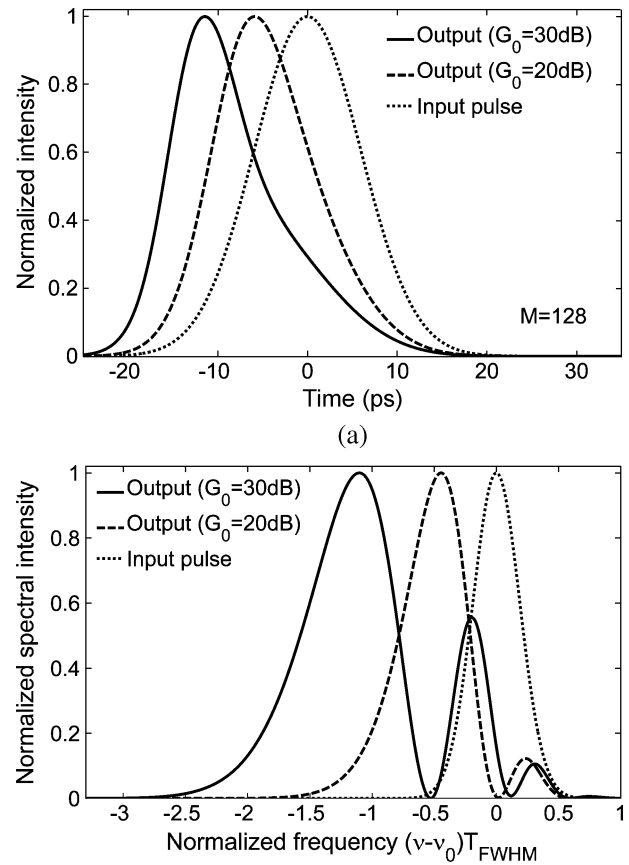 1
0.8
0.6
0.4
0.2
0
Normalized intensity
Output (G0=30dB)
Output (G0=20dB)
Input pulse
M=128
-20 -10 0 10 20 30
Time (ps)
(a)
1
0.8
0.6
0.4
0.2
0
Normalized spectral intensity
Output (G0=30dB)
Output (G0=20dB)
Input pulse
-3 -2.5 -2 -1.5 -1 -0.5 0 0.5 1
Normalized frequency (ν-ν0)TFWHM